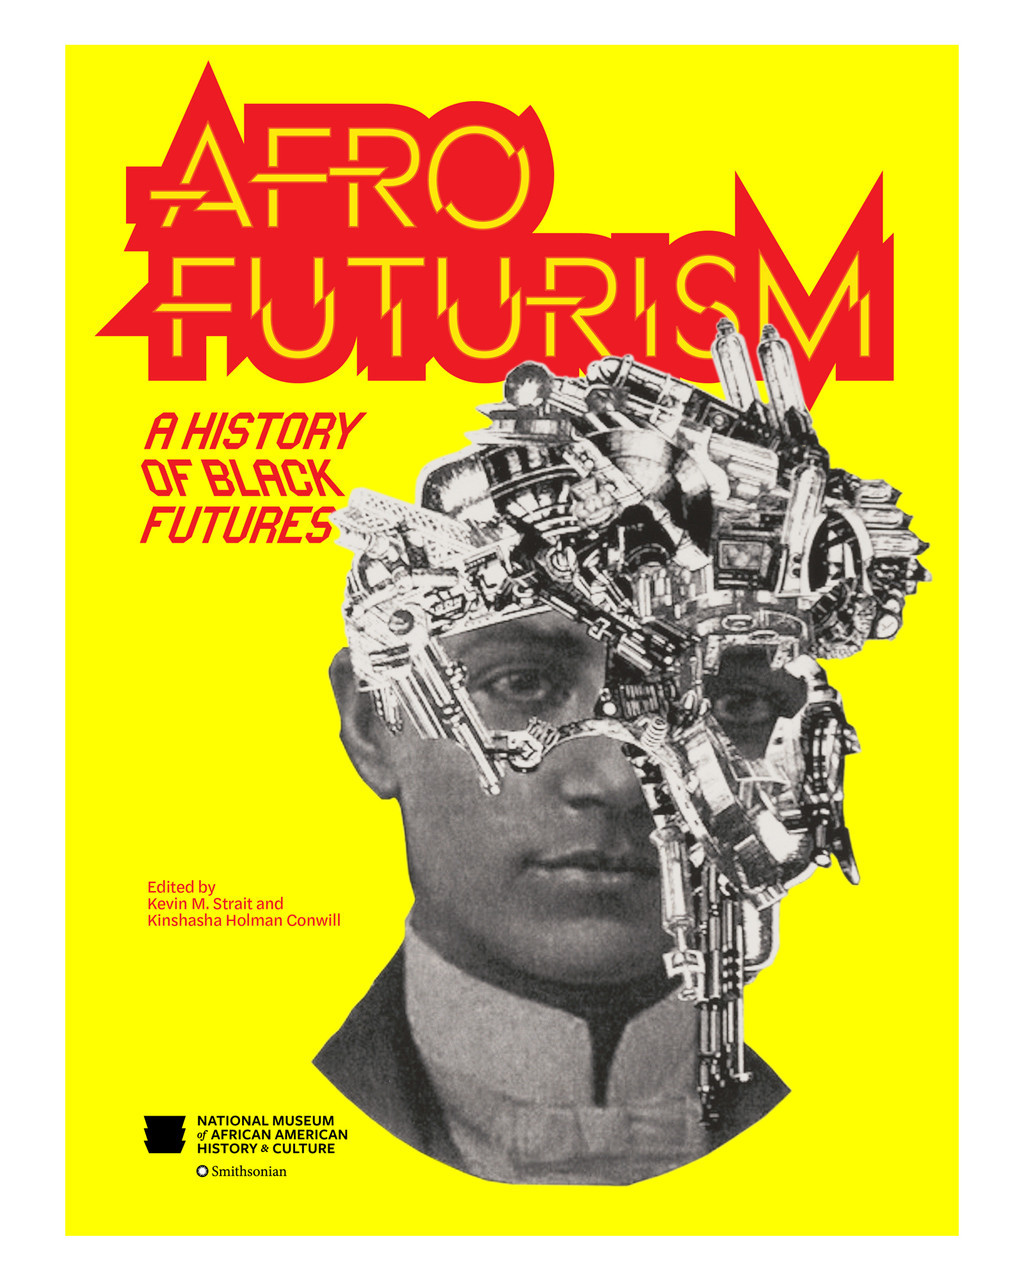 AFRO
FUTURISM
A HISTORY
OF BLACK
FUTURES
Edited by
Kevin M. Strait and
Kinshasha Holman Conwill
NATIONAL MUSEUM
of AFRICAN AMERICAN
HISTORY & CULTURE
Smithsonian